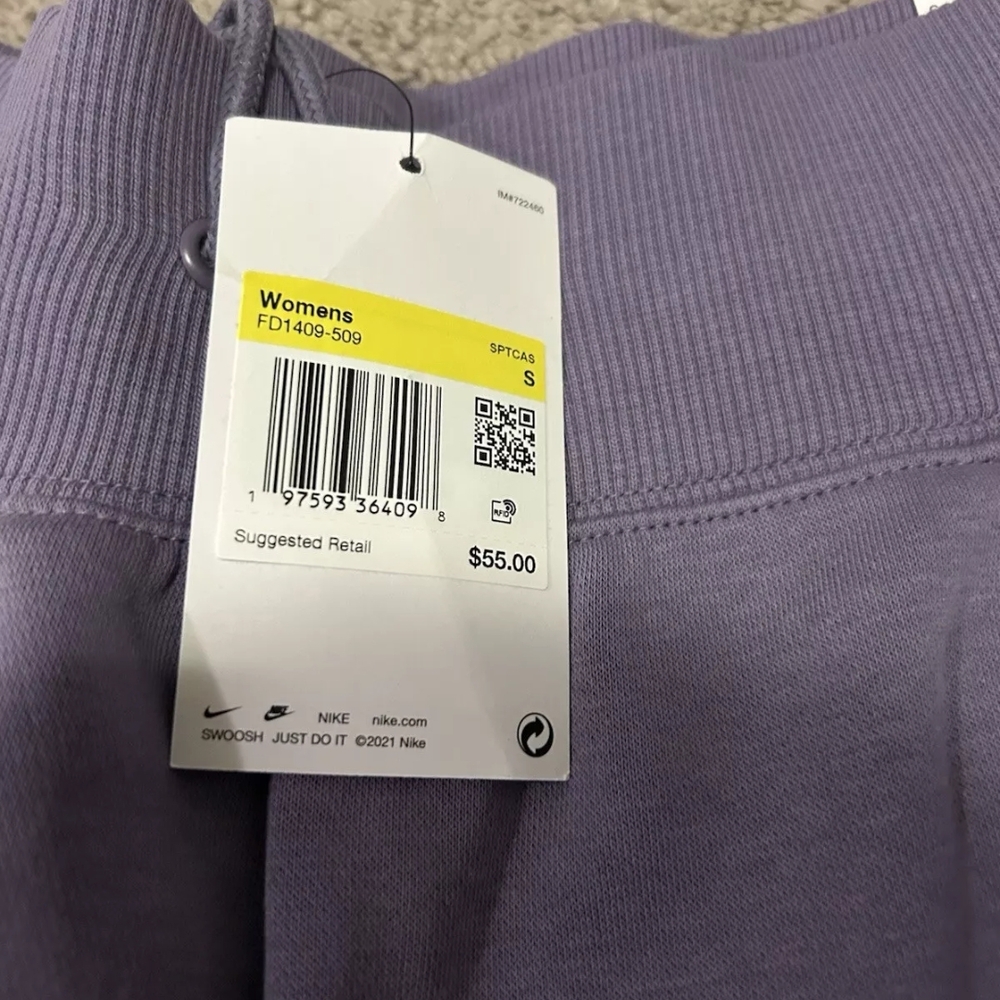 IM#722460
Womens
FD1409-509
SPTCAS
S
1 97593 36409 8
RFID
Suggested Retail
$55.00
NIKE nike.com
SWOOSH JUST DO IT ©2021 Nike